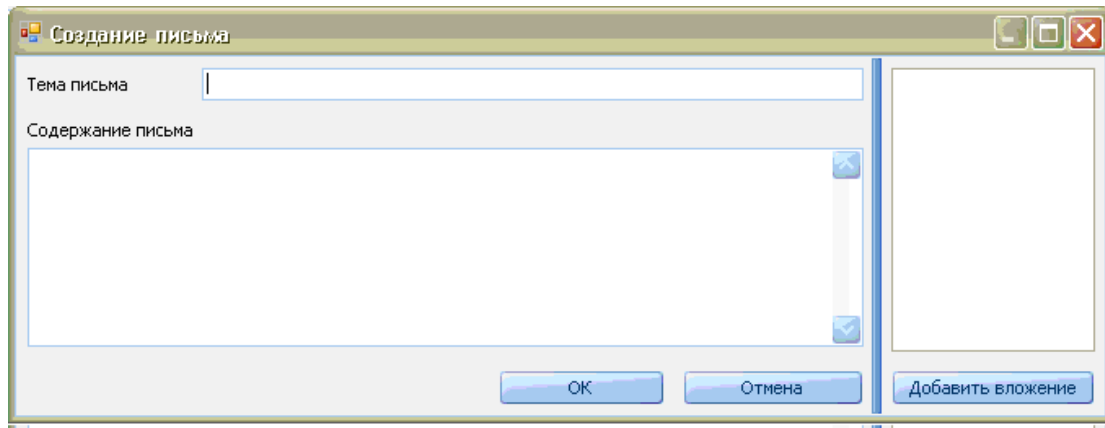 Создание письма
Тема письма
Содержание письма
ОК
Отмена
Добавить вложение